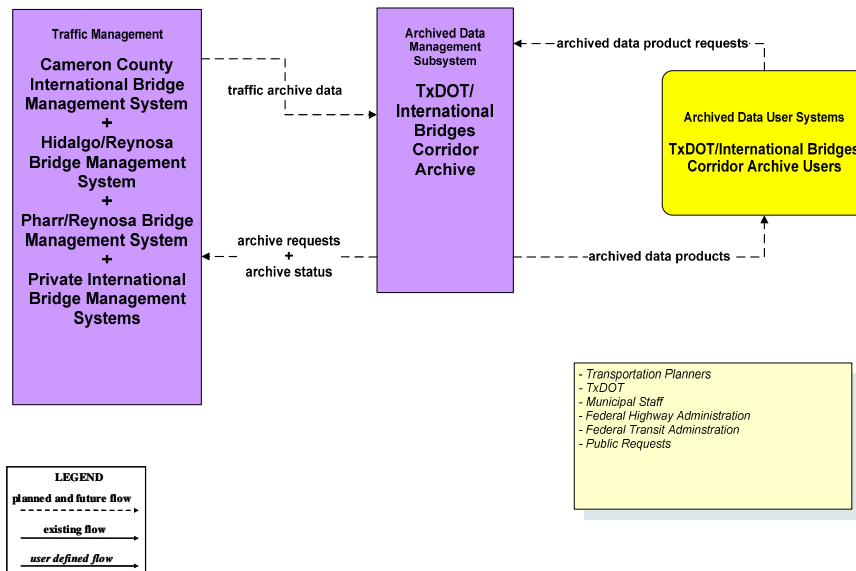 Traffic Management
Cameron County
International Bridge
Management System
+
Hidalgo/Reynosa
Bridge Management
System
+
Pharr/Reynosa Bridge
Management System
+
Private International
Bridge Management
Systems
traffic archive data
archive requests
+
archive status
Archived Data
Management
Subsystem
TxDOT/
International
Bridges
Corridor
Archive
archived data product requests
Archived Data User Systems
TxDOT/International Bridges
Corridor Archive Users
archived data products
- Transportation Planners
- TxDOT
- Municipal Staff
- Federal Highway Administration
- Federal Transit Adminstration
- Public Requests
LEGEND
planned and future flow
existing flow
user defined flow